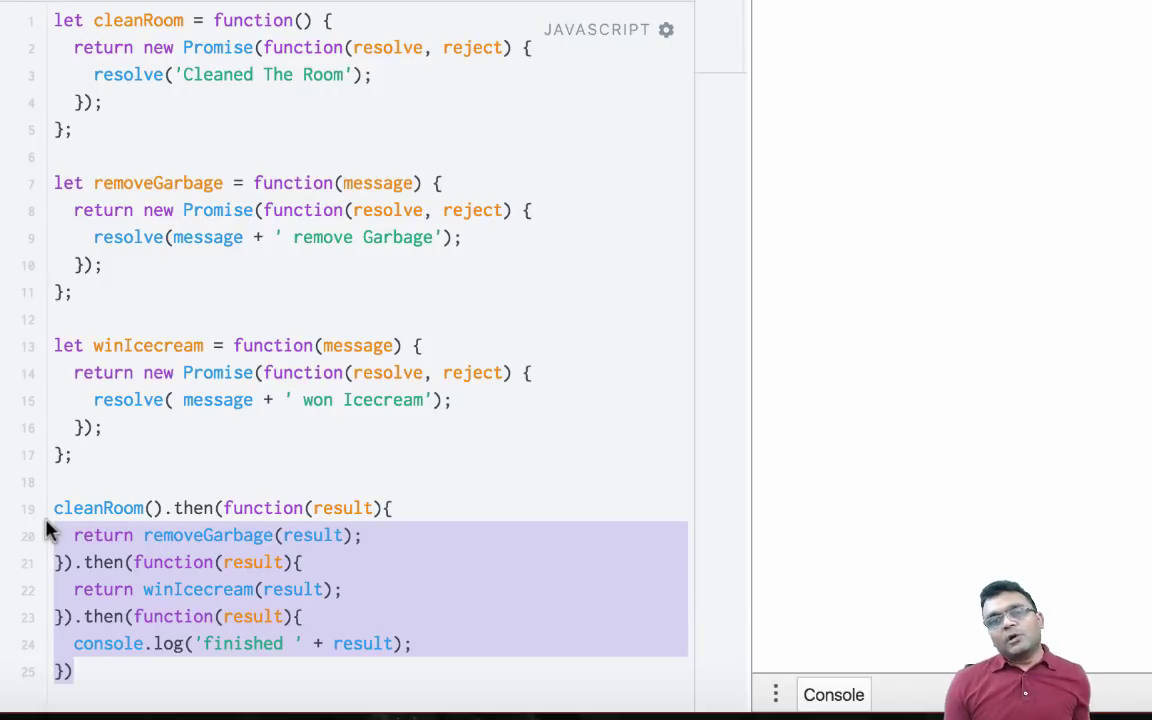 1 let cleanRoom = function() {
JAVASCRIPT
2 return new Promise(function(resolve, reject) {
3 resolve('Cleaned The Room');
4 });
5 };
6
7 let removeGarbage = function(message) {
8 return new Promise(function(resolve, reject) {
9 resolve(message + ' remove Garbage');
10 });
11 };
12
13 let winIcecream = function(message) {
14 return new Promise(function(resolve, reject) {
15 resolve( message + ' won Icecream');
16 });
17 };
18
19 cleanRoom().then(function(result){
20 return removeGarbage(result);
21 }).then(function(result){
22 return winIcecream(result);
23 }).then(function(result){
24 console.log('finished ' + result);
25 })
Console